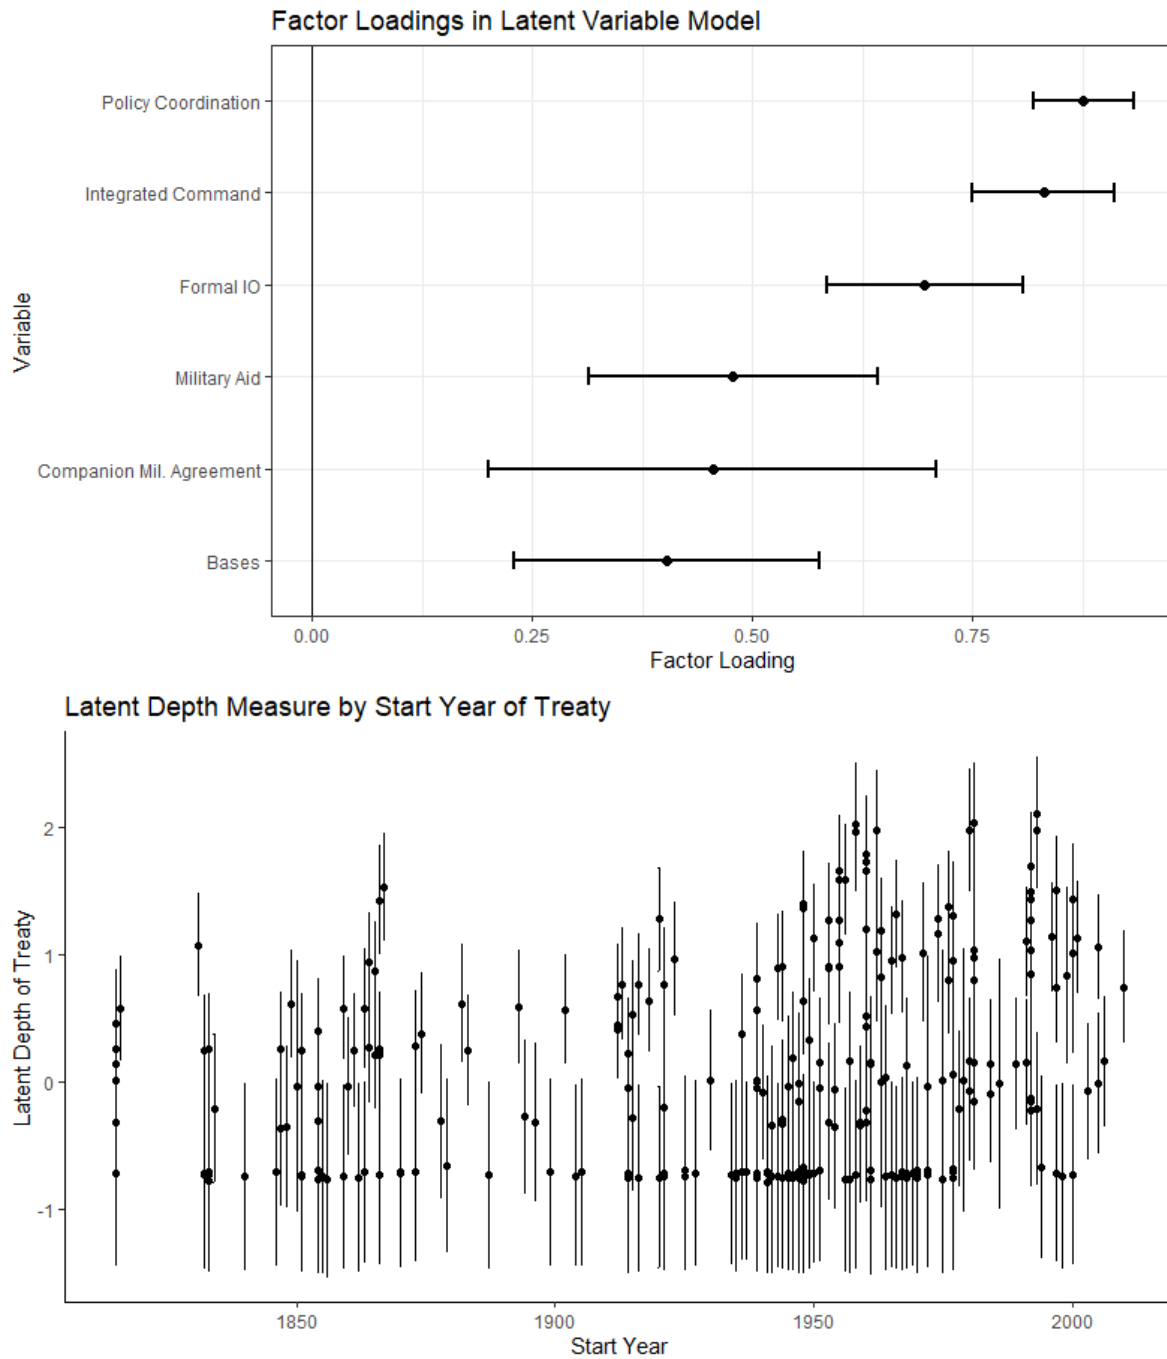 Factor Loadings in Latent Variable Model
Variable
Policy Coordination
Integrated Command
Formal IO
Military Aid
Companion Mil. Agreement
Bases
0.00 0.25 0.50 0.75
Factor Loading
Latent Depth Measure by Start Year of Treaty
Latent Depth of Treaty
2
1
0
-1
1850 1900 1950 2000
Start Year